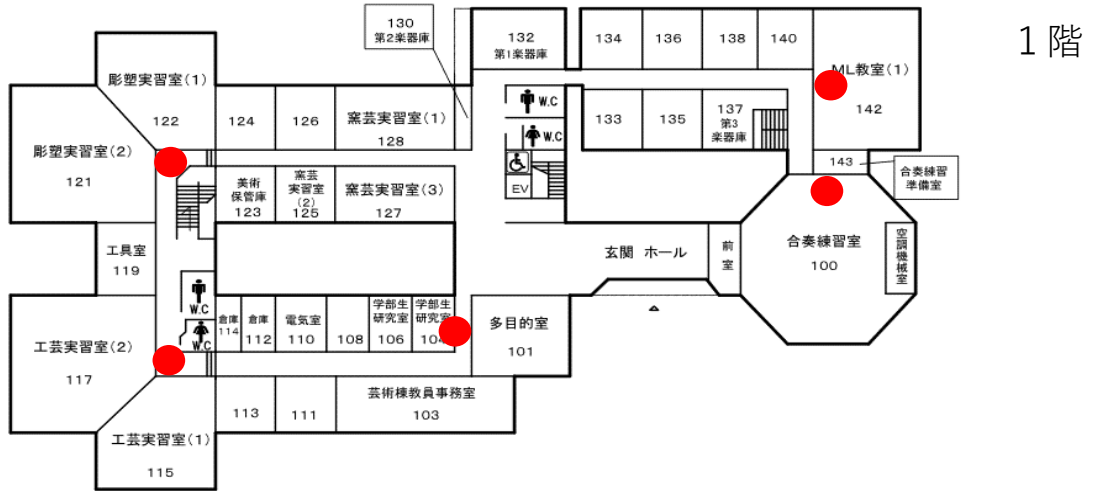 1階
130
第2楽器庫
132
第1楽器庫
134
136
138
140
ML教室(1)
142
彫塑実習室(1)
122
124
126
窯芸実習室(1)
128
W.C
133
135
137
第3
楽器庫
彫塑実習室(2)
121
W.C
143
合奏練習
準備室
美術
保管庫
123
窯芸
実習室
(2)
125
窯芸実習室(3)
127
EV
工具室
119
玄関 ホール
前
室
合奏練習室
100
空調機械室
W.C
倉庫
114
倉庫
112
電気室
110
108
学部生
研究室
106
学部生
研究室
多目的室
101
W.C
工芸実習室(2)
117
113
111
芸術棟教員事務室
103
工芸実習室(1)
115